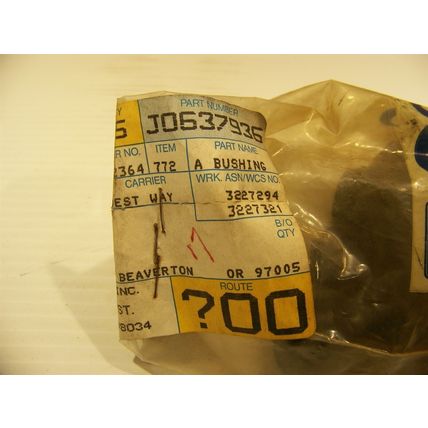 PART NUMBER
J0637936
NO. ITEM PART NAME
2364 772 A BUSHING
CARRIER WRK. ASN/WCS NO.
EST WAY 3227294
3227321
B/O
QTY
BEAVERTON OR 97005
INC. ROUTE
ST. ?00
8034